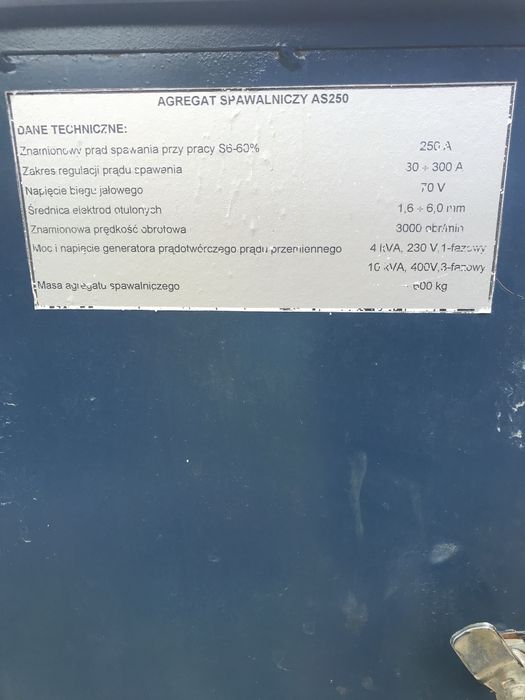 AGREGAT SPAWALNICZY AS250
DANE TECHNICZNE:
Znamionowy prąd spawania przy pracy S6-60% 250 A
Zakres regulacji prądu spawania 30 ÷ 300 A
Napięcie biegu jałowego 70 V
Średnica elektrod otulonych 1,6 ÷ 6,0 mm
Znamionowa prędkość obrotowa 3000 obr/min
Moc i napięcie generatora prądotwórczego prądu przemiennego 4 kVA, 230 V,1-fazowy
10 kVA, 400V,3-fazowy
Masa agregatu spawalniczego kg